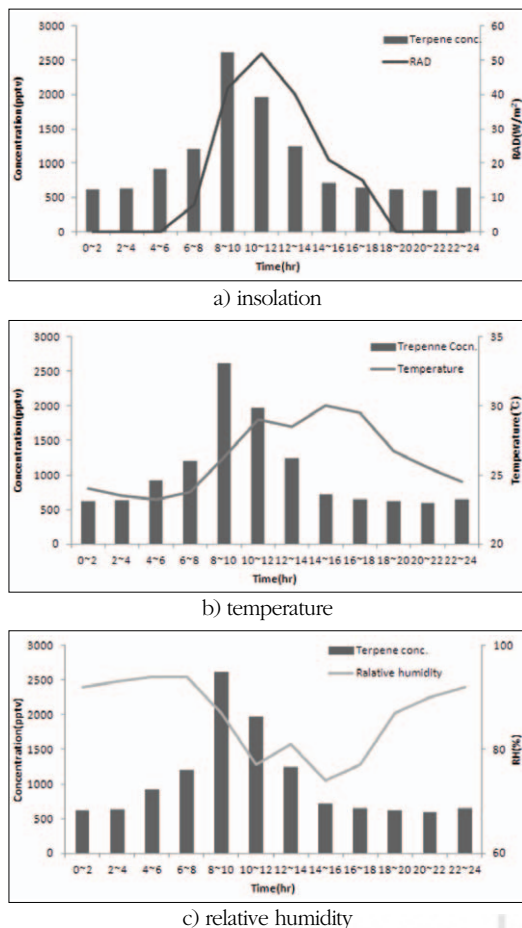 3000
2500
2000
1500
1000
500
0
Concentration(pptv)
60
50
40
30
20
10
0
RAD(W/m²)
Terpene conc.
RAD
0~2 2~4 4~6 6~8 8~10 10~12 12~14 14~16 16~18 18~20 20~22 22~24
Time(hr)
a) insolation
3000
2500
2000
1500
1000
500
0
Concentration(pptv)
35
30
25
20
Temperature(℃)
Trepenne Cocn.
Temperature
0~2 2~4 4~6 6~8 8~10 10~12 12~14 14~16 16~18 18~20 20~22 22~24
Time(hr)
b) temperature
3000
2500
2000
1500
1000
500
0
Concentration(pptv)
100
80
60
RH(%)
Terpene conc.
Ralative humidity
0~2 2~4 4~6 6~8 8~10 10~12 12~14 14~16 16~18 18~20 20~22 22~24
Time(hr)
c) relative humidity